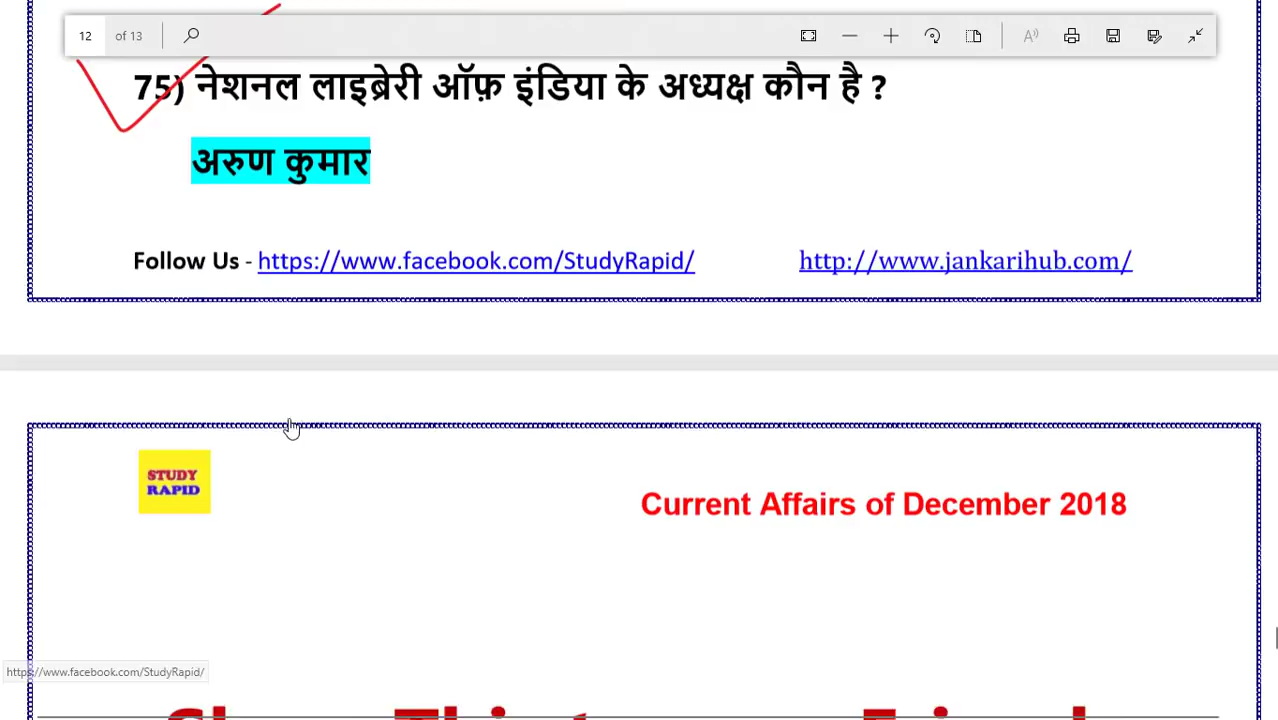 12 of 13
75) नेशनल लाइब्रेरी ऑफ़ इंडिया के अध्यक्ष कौन है ?
अरुण कुमार
Follow Us - https://www.facebook.com/StudyRapid/ http://www.jankarihub.com/
STUDY
RAPID
Current Affairs of December 2018
https://www.facebook.com/StudyRapid/